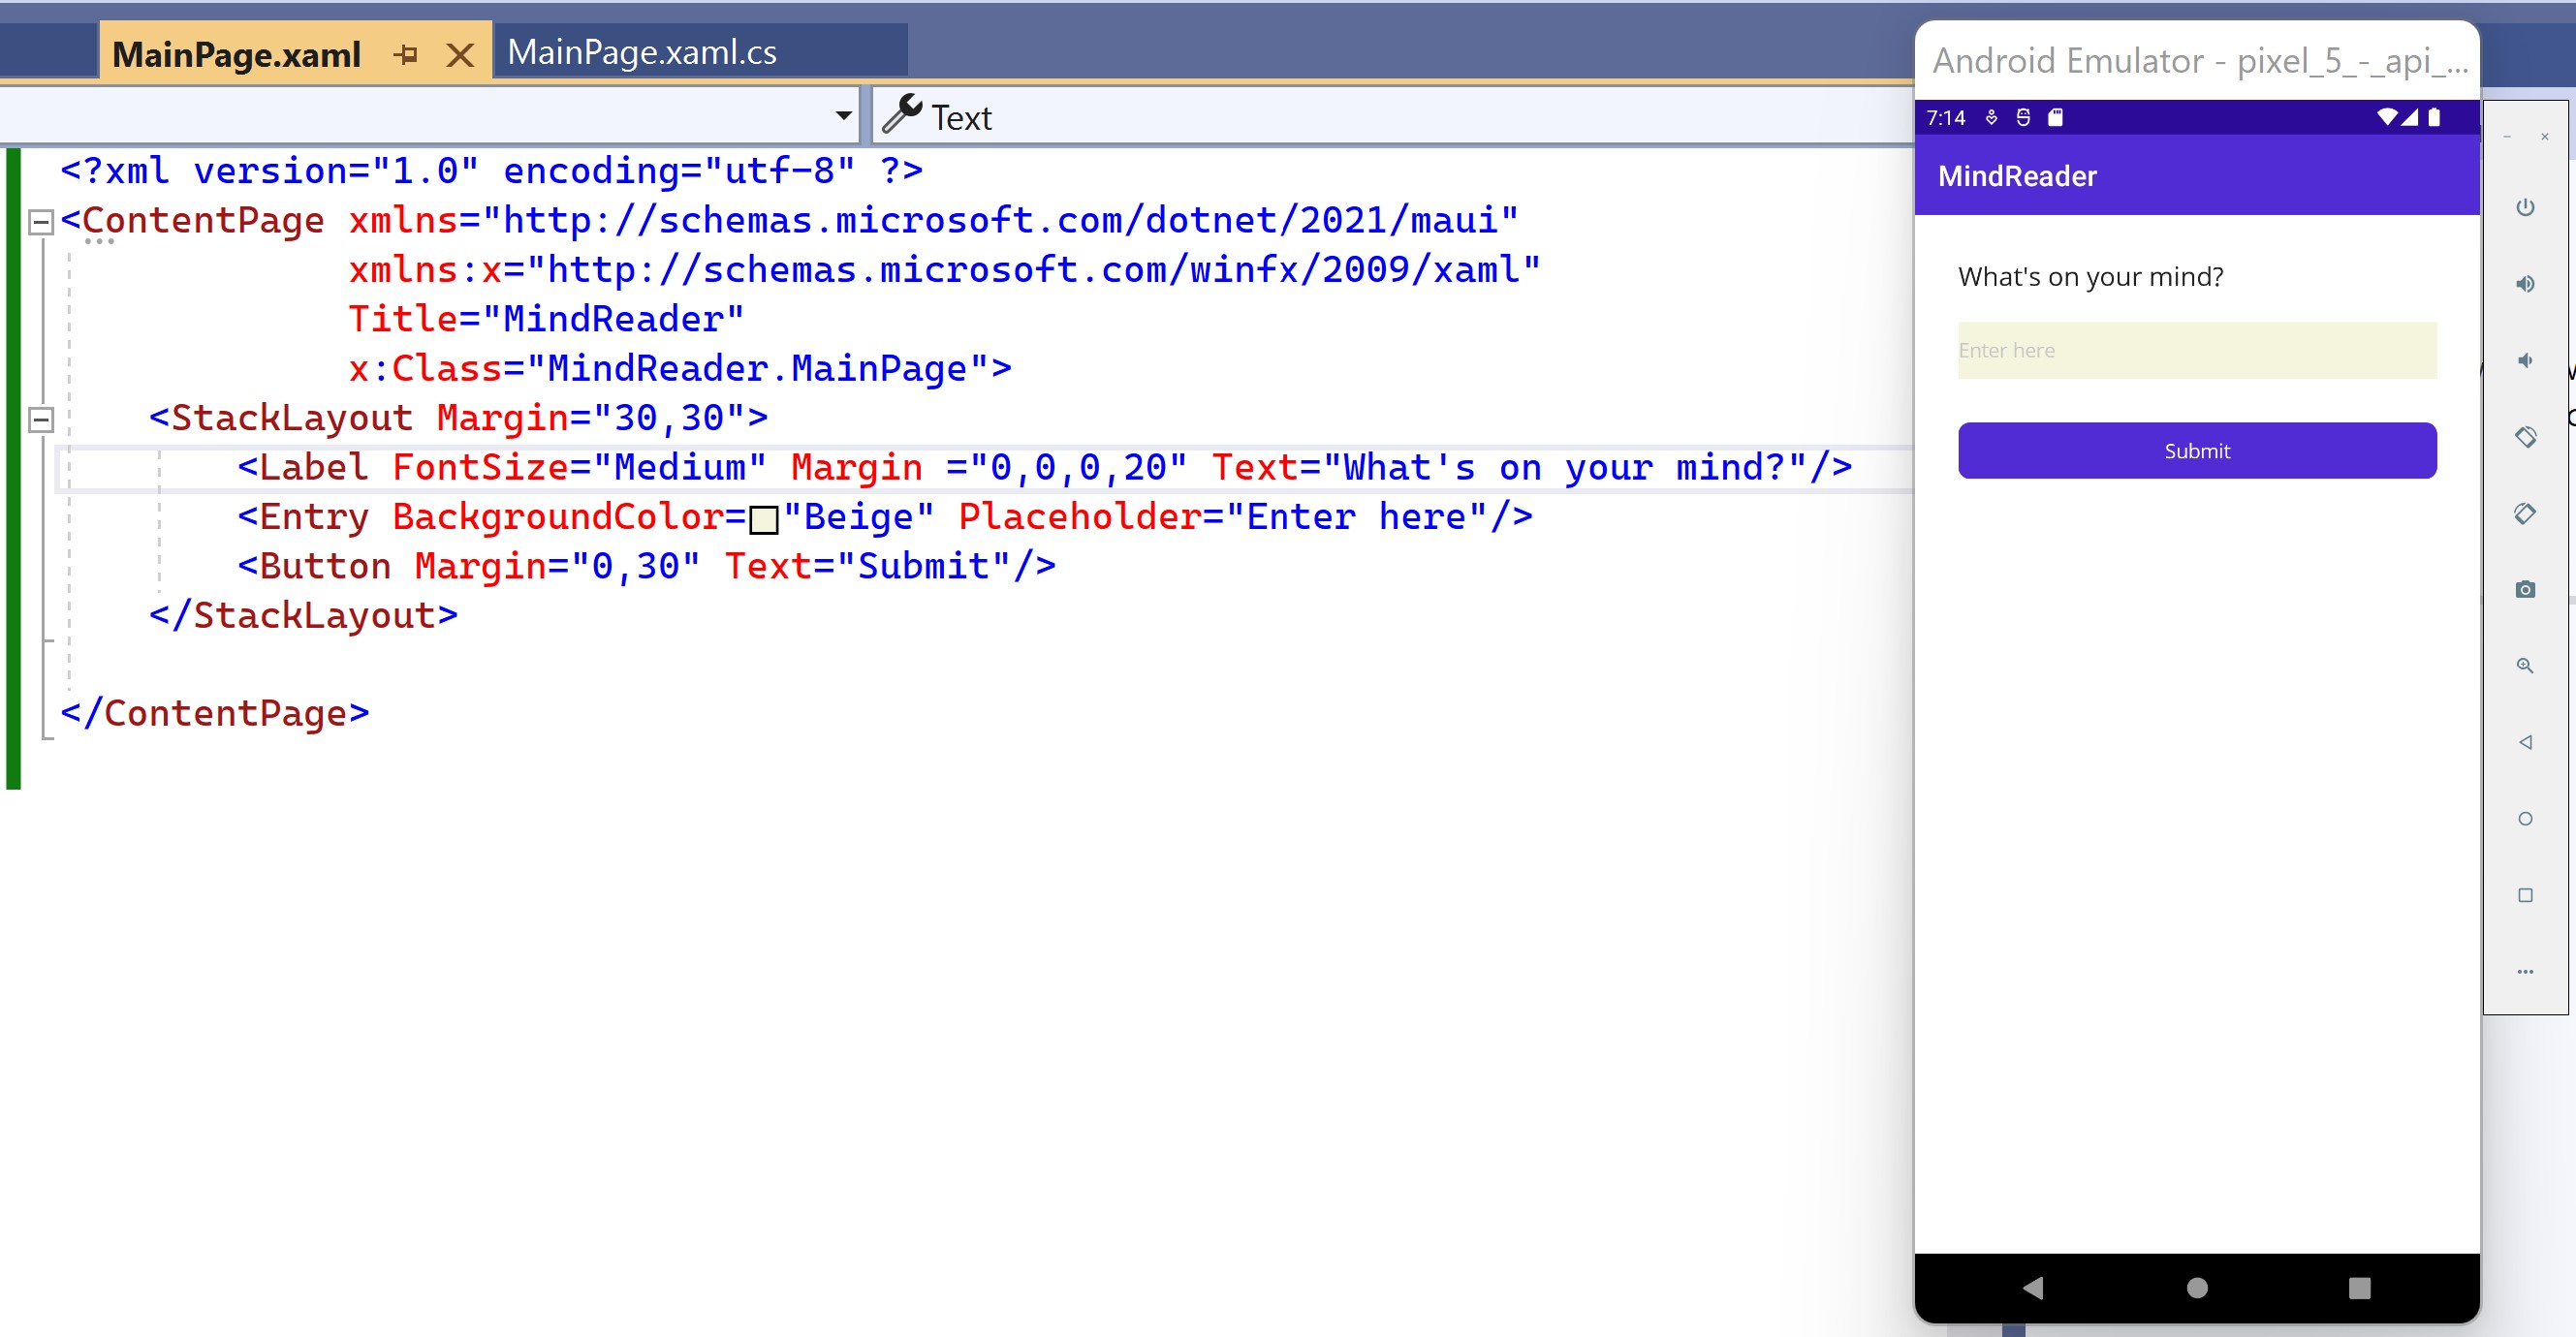 MainPage.xaml
MainPage.xaml.cs
Text
<?xml version="1.0" encoding="utf-8" ?>
<ContentPage xmlns="http://schemas.microsoft.com/dotnet/2021/maui"
xmlns:x="http://schemas.microsoft.com/winfx/2009/xaml"
Title="MindReader"
x:Class="MindReader.MainPage">
<StackLayout Margin="30,30">
<Label FontSize="Medium" Margin ="0,0,0,20" Text="What's on your mind?"/>
<Entry BackgroundColor="Beige" Placeholder="Enter here"/>
<Button Margin="0,30" Text="Submit"/>
</StackLayout>
</ContentPage>
Android Emulator - pixel_5_-_api_...
7:14
MindReader
What's on your mind?
Enter here
Submit